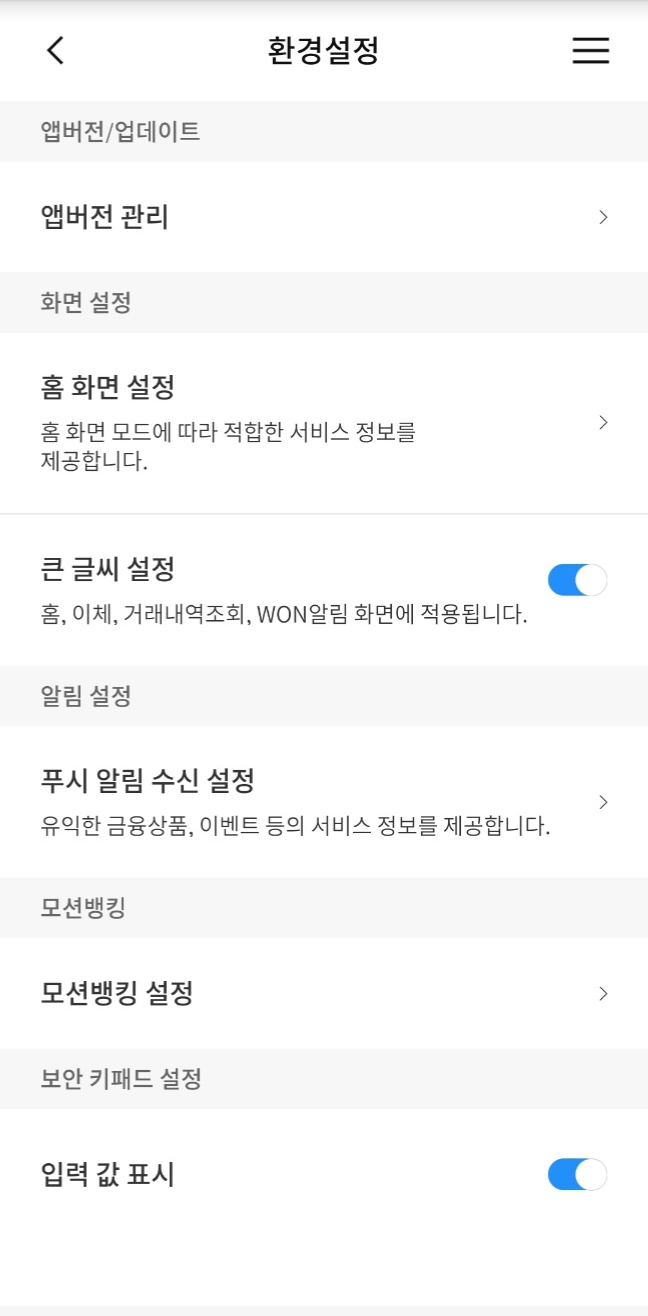 환경설정
앱버전/업데이트
앱버전 관리
화면 설정
홈 화면 설정
홈 화면 모드에 따라 적합한 서비스 정보를
제공합니다.
큰 글씨 설정
홈, 이체, 거래내역조회, WON알림 화면에 적용됩니다.
알림 설정
푸시 알림 수신 설정
유익한 금융상품, 이벤트 등의 서비스 정보를 제공합니다.
모션뱅킹
모션뱅킹 설정
보안 키패드 설정
입력 값 표시